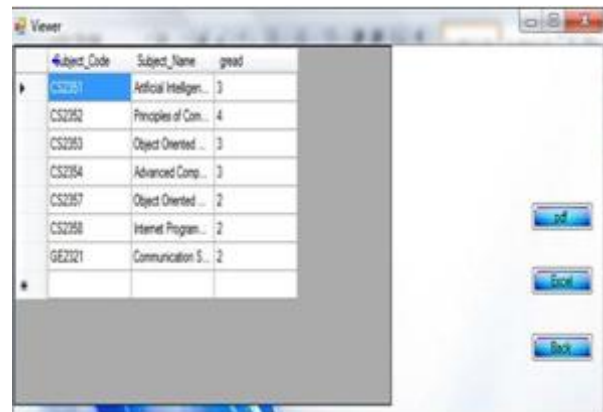 Viewer
Subject_Code Subject_Name gread
CS2351 Artificial Intelligen... 3
CS2352 Principles of Com... 4
CS2353 Object Oriented ... 3
CS2354 Advanced Comp... 3
CS2357 Object Oriented ... 2
CS2358 Internet Program... 2
GE2321 Communication S... 2
pdf
Excel
Back